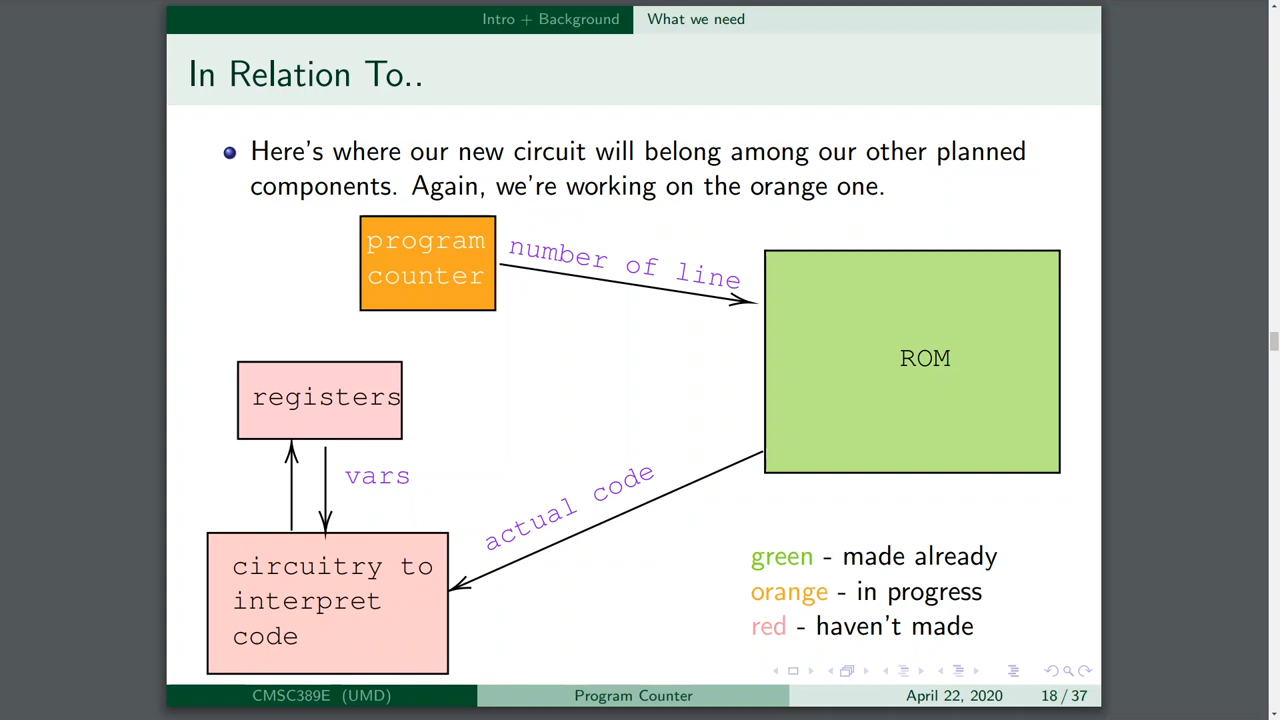 Intro + Background
What we need
In Relation To..
Here's where our new circuit will belong among our other planned
components. Again, we're working on the orange one.
program
counter
number of line
ROM
registers
vars
actual code
circuitry to
interpret
code
green - made already
orange - in progress
red - haven't made
CMSC389E (UMD)
Program Counter
April 22, 2020
18 / 37